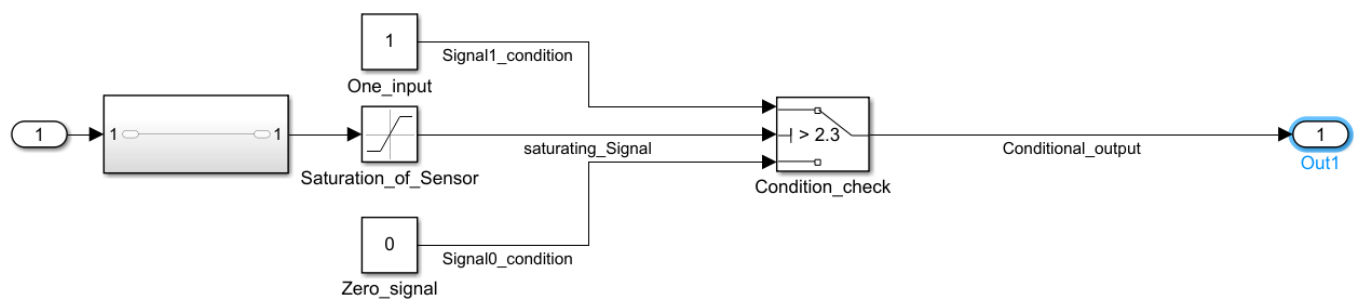 1
Signal1_condition
One_input
1
1
1
saturating_Signal
> 2.3
Conditional_output
1
Out1
Saturation_of_Sensor
Condition_check
0
Signal0_condition
Zero_signal